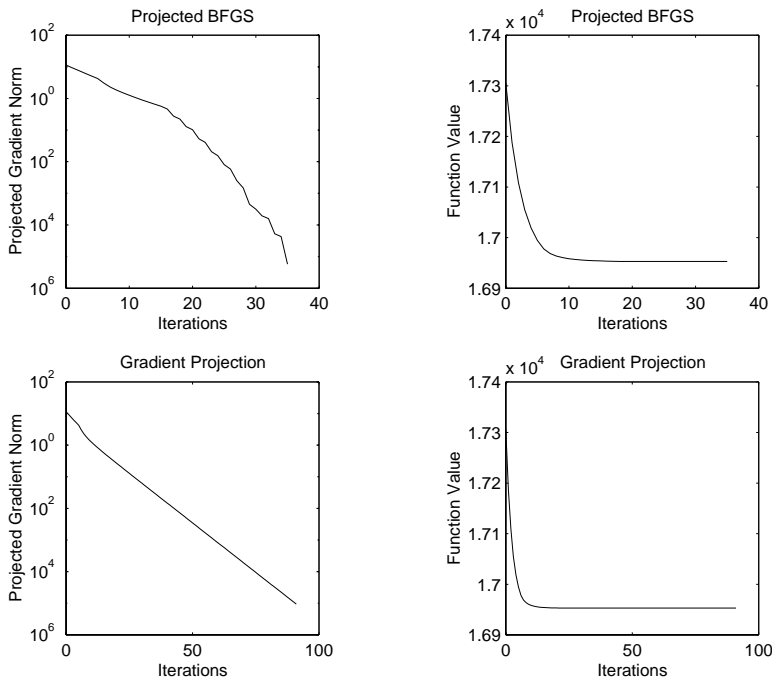 Projected BFGS
10^2
10^0
10^2
10^4
10^6
Projected Gradient Norm
0 10 20 30 40
Iterations
Projected BFGS
x 10^4
1.74
1.73
1.72
1.71
1.7
1.69
Function Value
0 10 20 30 40
Iterations
Gradient Projection
10^2
10^0
10^2
10^4
10^6
Projected Gradient Norm
0 50 100
Iterations
Gradient Projection
x 10^4
1.74
1.73
1.72
1.71
1.7
1.69
Function Value
0 50 100
Iterations